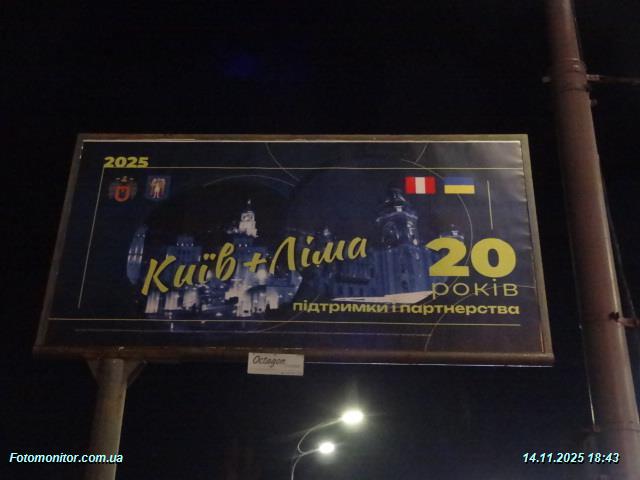 2025
Київ + Ліма
20
років
підтримки і партнерства
Octagon
Fotomonitor.com.ua
14.11.2025 18:43